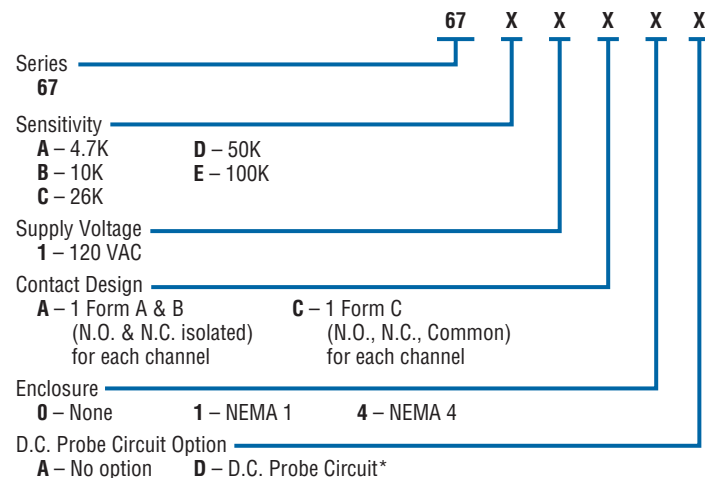 67 X X X X X
Series
67
Sensitivity
A – 4.7K D – 50K
B – 10K E – 100K
C – 26K
Supply Voltage
1 – 120 VAC
Contact Design
A – 1 Form A & B C – 1 Form C
(N.O. & N.C. isolated) (N.O., N.C., Common)
for each channel for each channel
Enclosure
0 – None 1 – NEMA 1 4 – NEMA 4
D.C. Probe Circuit Option
A – No option D – D.C. Probe Circuit*